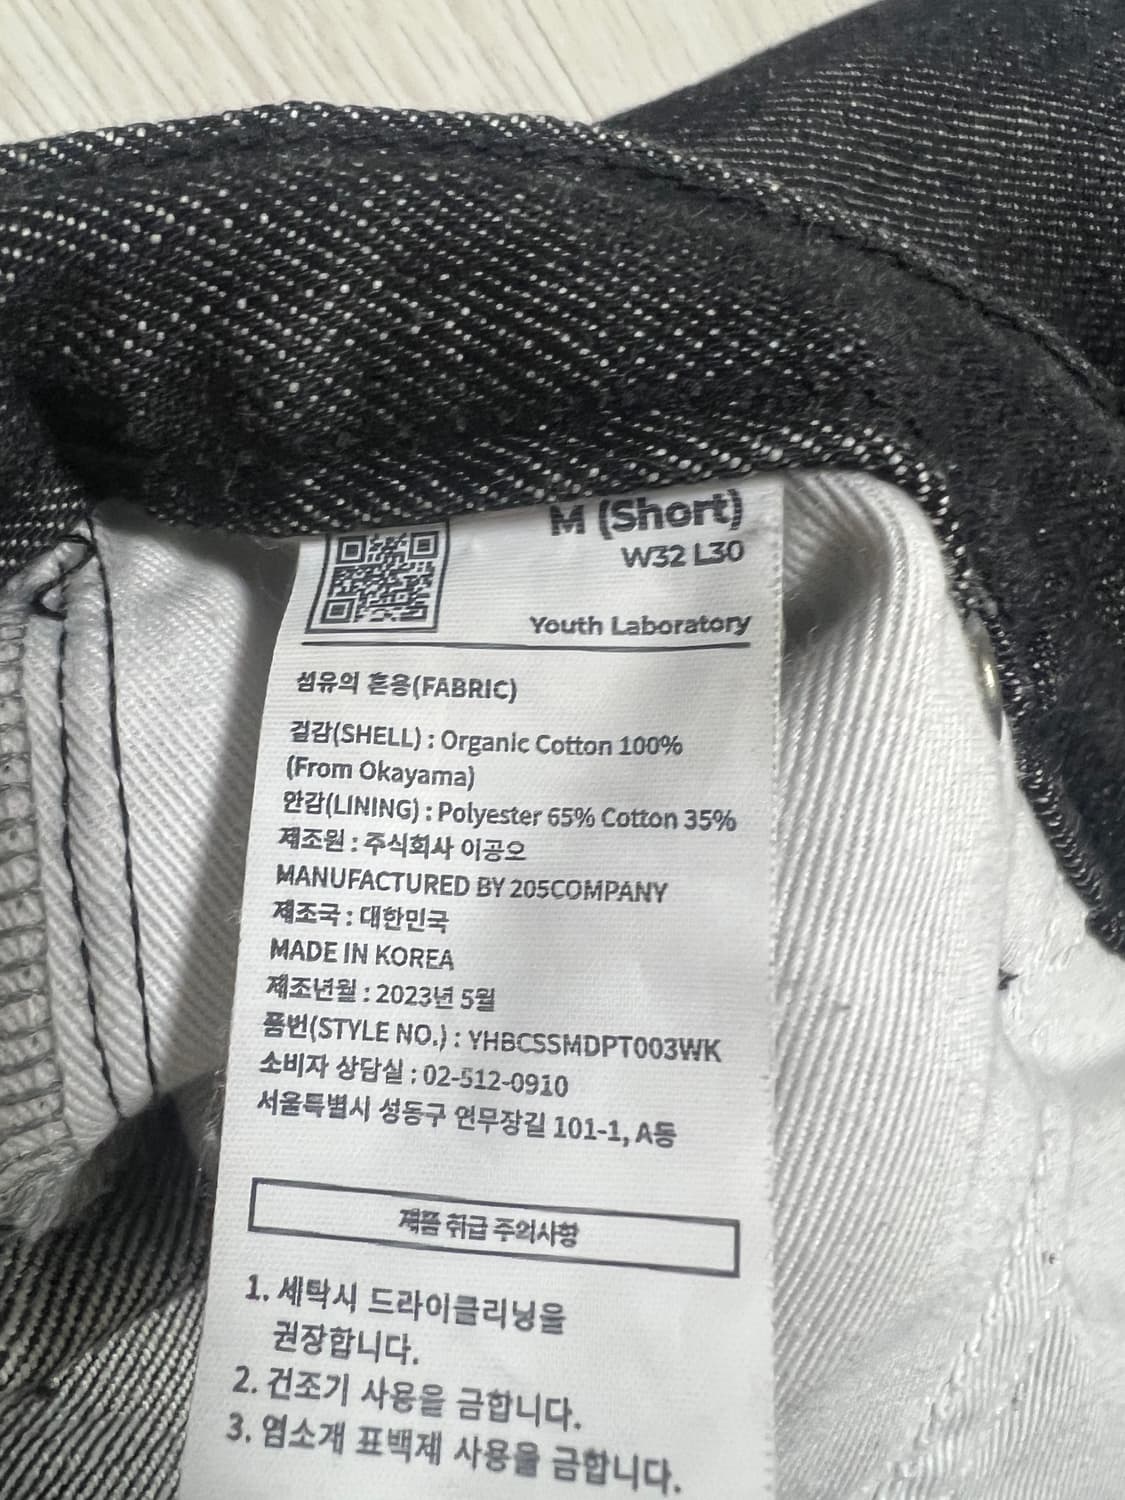 M (Short)
W32 L30
Youth Laboratory
섬유의 혼용(FABRIC)
겉감(SHELL) : Organic Cotton 100%
(From Okayama)
안감(LINING) : Polyester 65% Cotton 35%
제조원 : 주식회사 이공오
MANUFACTURED BY 205COMPANY
제조국 : 대한민국
MADE IN KOREA
제조년월 : 2023년 5월
품번(STYLE NO.) : YHBCSSMDPT003WK
소비자 상담실 : 02-512-0910
서울특별시 성동구 연무장길 101-1, A동
제품 취급 주의사항
1. 세탁시 드라이클리닝을
권장합니다.
2. 건조기 사용을 금합니다.
3. 염소계 표백제 사용을 금합니다.